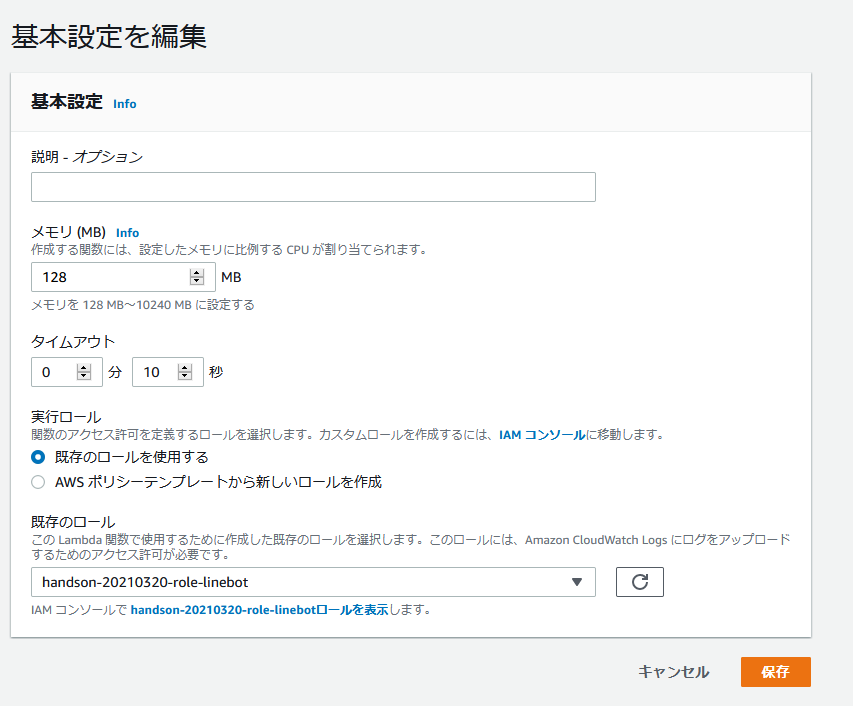 基本設定を編集
基本設定 Info
説明 - オプション
メモリ (MB) Info
作成する関数には、設定したメモリに比例する CPU が割り当てられます。
128 MB
メモリを 128 MB～10240 MB に設定する
タイムアウト
0 分 10 秒
実行ロール
関数のアクセス許可を定義するロールを選択します。カスタムロールを作成するには、IAM コンソールに移動します。
既存のロールを使用する
AWS ポリシーテンプレートから新しいロールを作成
既存のロール
この Lambda 関数で使用するために作成した既存のロールを選択します。このロールには、Amazon CloudWatch Logs にログをアップロード
するためのアクセス許可が必要です。
handson-20210320-role-linebot
IAM コンソールで handson-20210320-role-linebotロールを表示します。
キャンセル 保存